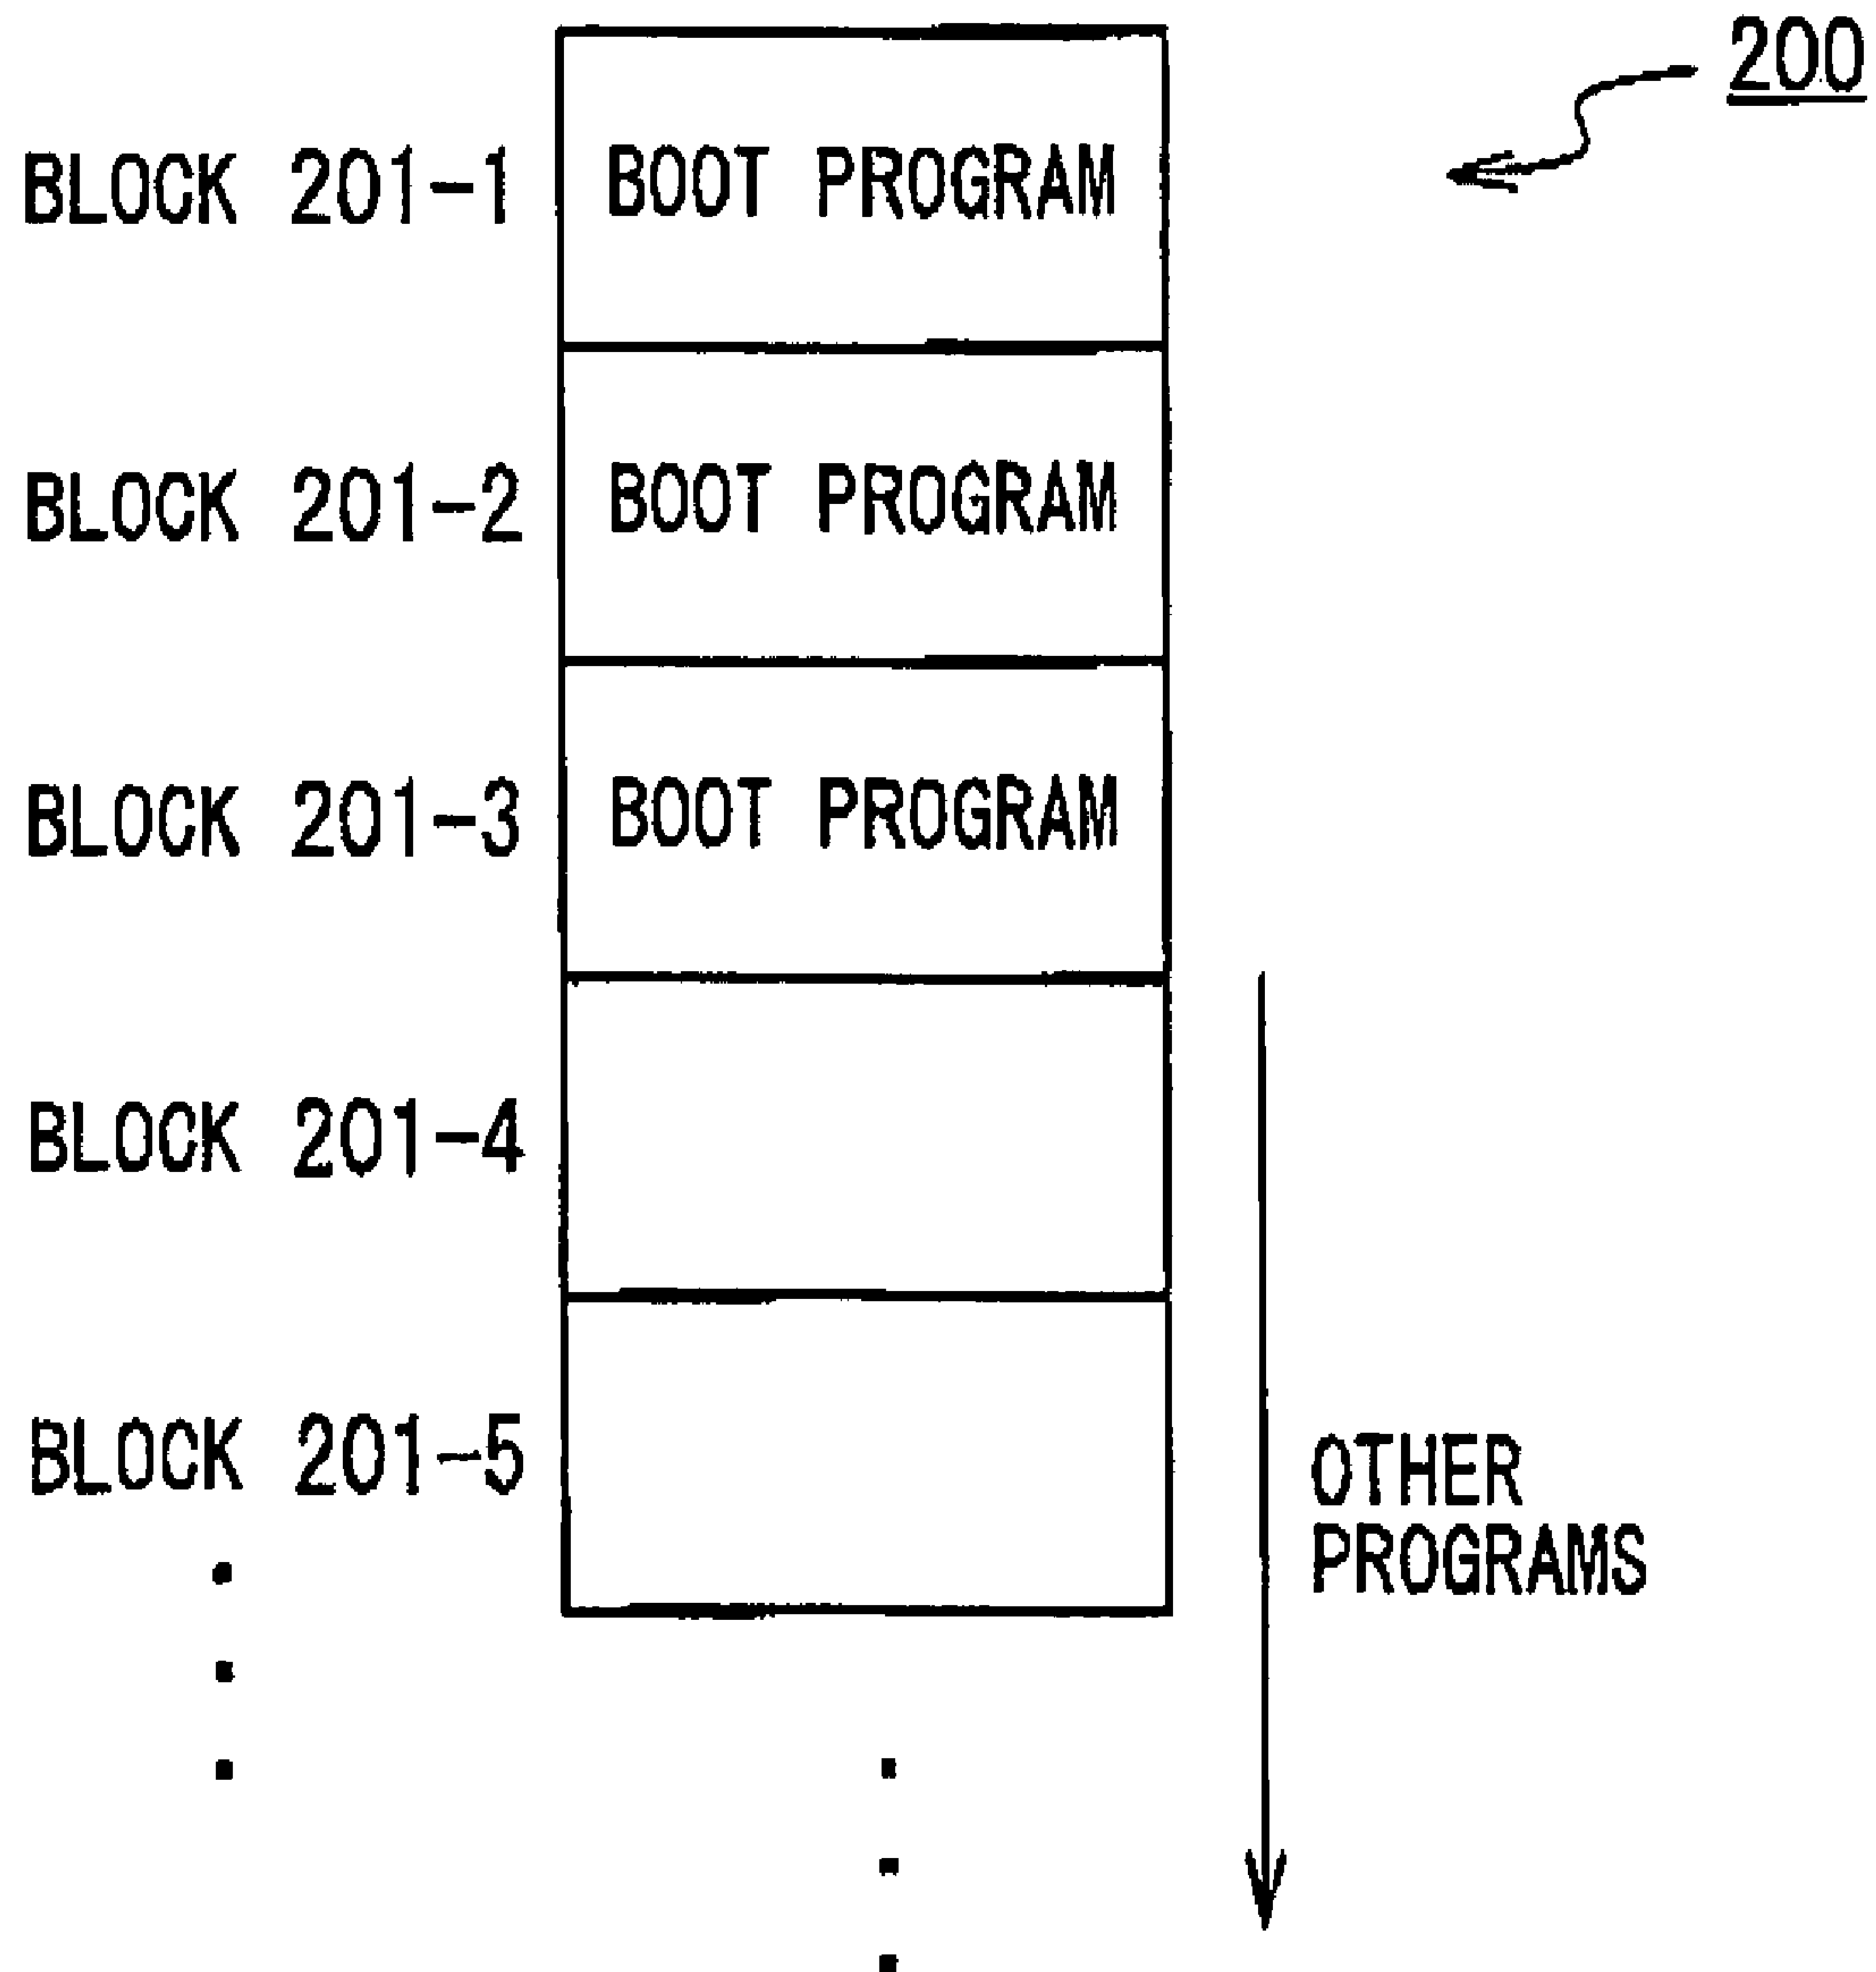 200
BLOCK 201-1 BOOT PROGRAM
BLOCK 201-2 BOOT PROGRAM
BLOCK 201-3 BOOT PROGRAM
BLOCK 201-4
BLOCK 201-5
OTHER
PROGRAMS